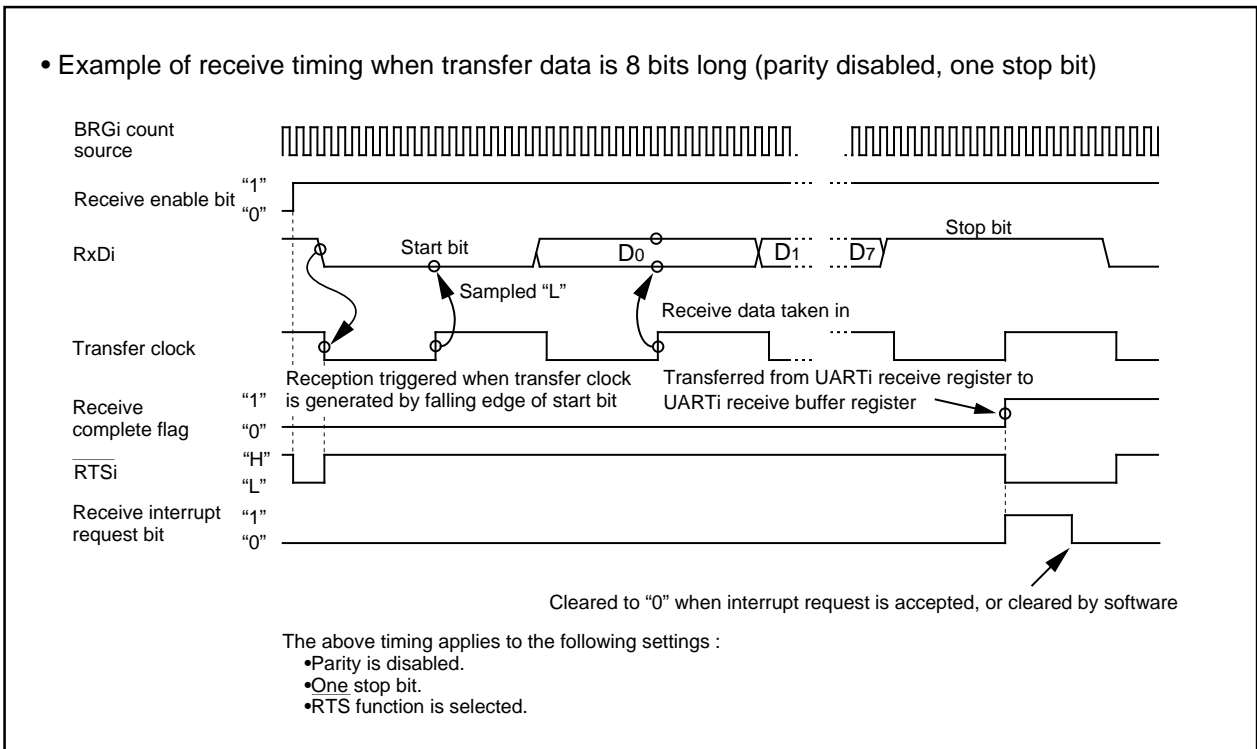 • Example of receive timing when transfer data is 8 bits long (parity disabled, one stop bit)
BRGi count
source
Receive enable bit
“1”
“0”
RxDi
Start bit
D0
D1
D7
Stop bit
Sampled “L”
Receive data taken in
Transfer clock
Reception triggered when transfer clock
is generated by falling edge of start bit
Transferred from UARTi receive register to
UARTi receive buffer register
Receive
complete flag
“1”
“0”
RTSi
“H”
“L”
Receive interrupt
request bit
“1”
“0”
Cleared to “0” when interrupt request is accepted, or cleared by software
The above timing applies to the following settings :
•Parity is disabled.
•One stop bit.
•RTS function is selected.